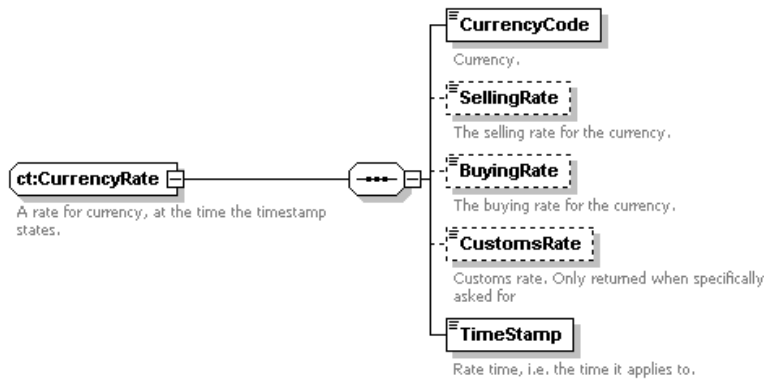 CurrencyCode
Currency.
SellingRate
The selling rate for the currency.
BuyingRate
The buying rate for the currency.
ct:CurrencyRate
A rate for currency, at the time the timestamp
states.
CustomsRate
Customs rate. Only returned when specifically
asked for
TimeStamp
Rate time, i.e. the time it applies to.